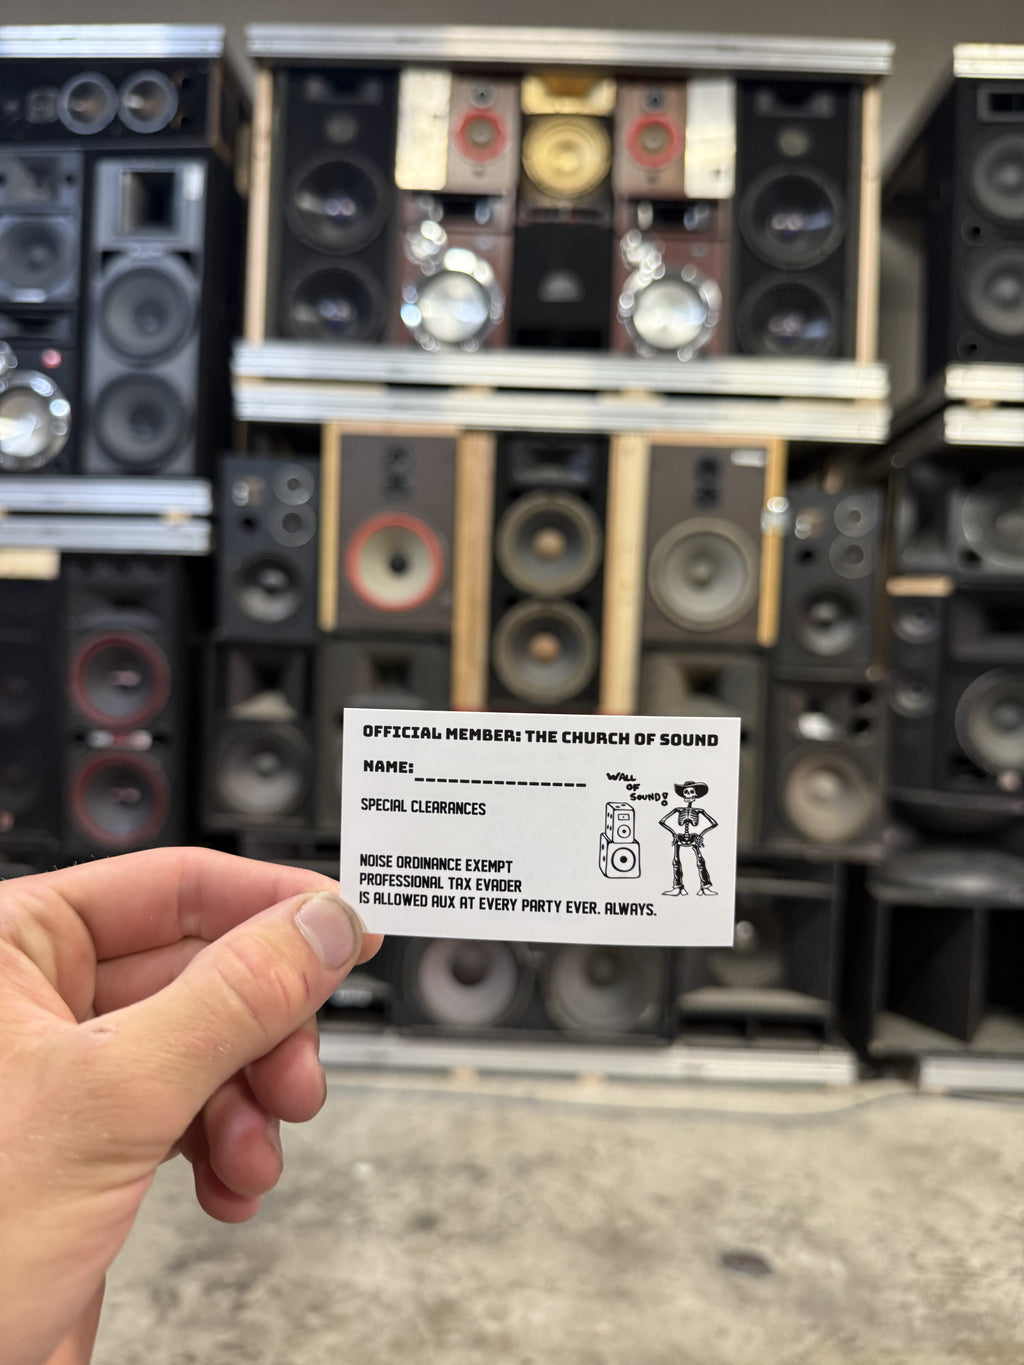 OFFICIAL MEMBER: THE CHURCH OF SOUND
NAME:_______________
WALL
OF
SOUND!
SPECIAL CLEARANCES
NOISE ORDINANCE EXEMPT
PROFESSIONAL TAX EVADER
IS ALLOWED AUX AT EVERY PARTY EVER. ALWAYS.